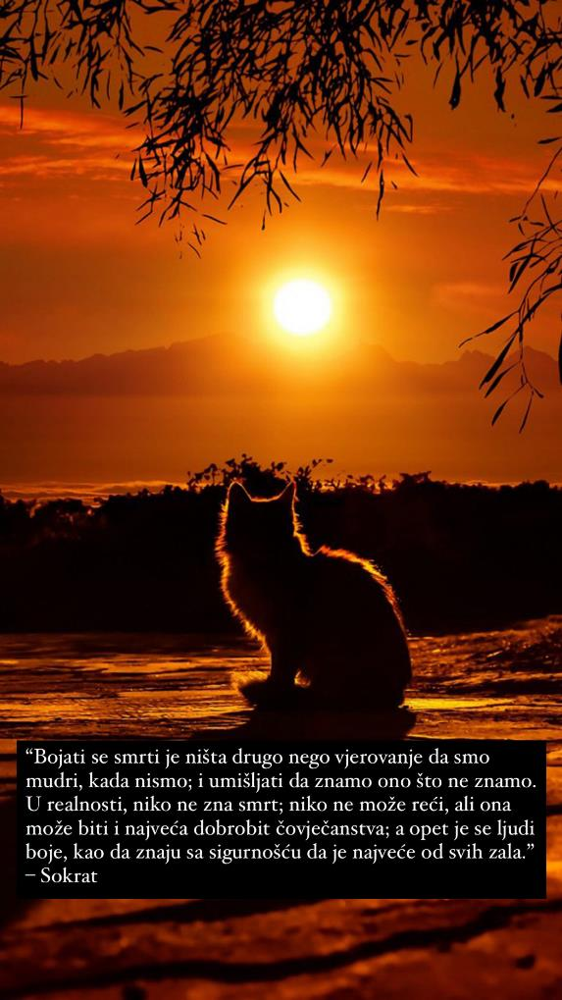 “Bojati se smrti je ništa drugo nego vjerovanje da smo
mudri, kada nismo; i umišljati da znamo ono što ne znamo.
U realnosti, niko ne zna smrt; niko ne može reći, ali ona
može biti i najveća dobrobit čovječanstva; a opet je se ljudi
boje, kao da znaju sa sigurnošću da je najveće od svih zala.”
– Sokrat